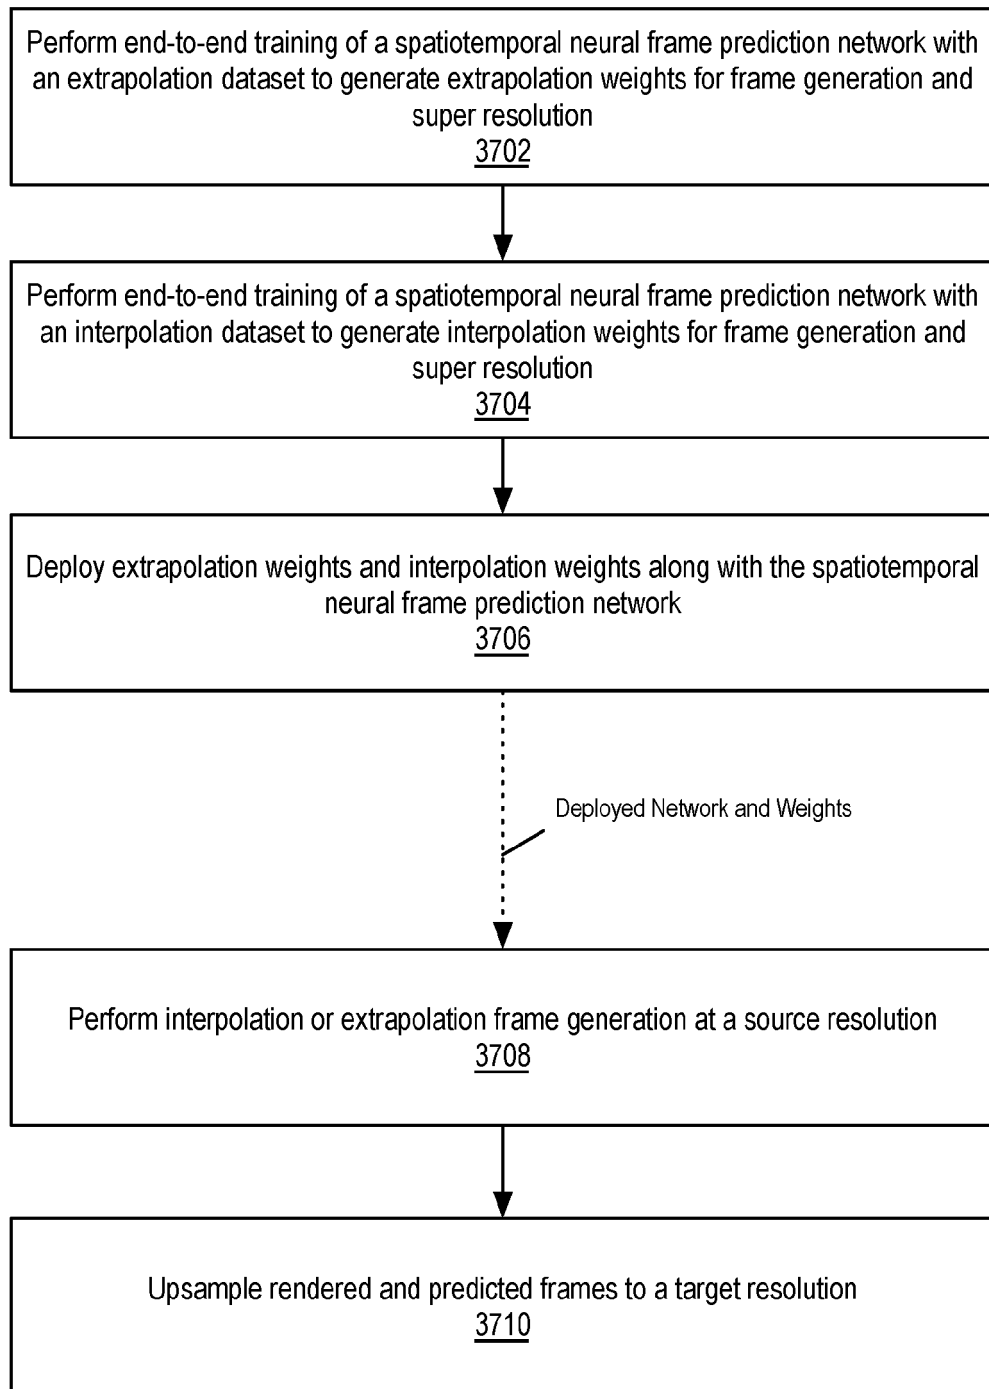 Perform end-to-end training of a spatiotemporal neural frame prediction network with
an extrapolation dataset to generate extrapolation weights for frame generation and
super resolution
3702
Perform end-to-end training of a spatiotemporal neural frame prediction network with
an interpolation dataset to generate interpolation weights for frame generation and
super resolution
3704
Deploy extrapolation weights and interpolation weights along with the spatiotemporal
neural frame prediction network
3706
Deployed Network and Weights
Perform interpolation or extrapolation frame generation at a source resolution
3708
Upsample rendered and predicted frames to a target resolution
3710